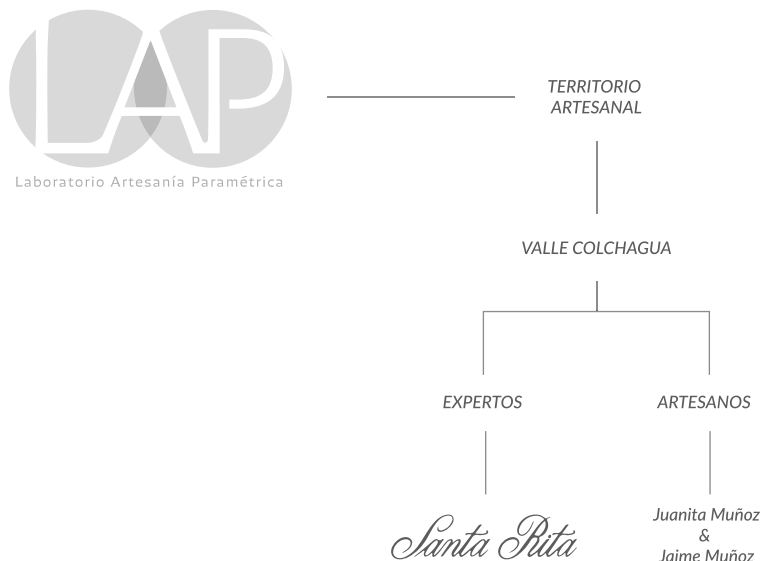 LAP
Laboratorio Artesanía Paramétrica
TERRITORIO
ARTESANAL
VALLE COLCHAGUA
EXPERTOS
ARTESANOS
Santa Rita
Juanita Muñoz
&
Jaime Muñoz